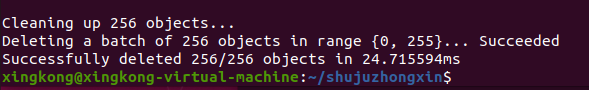 Cleaning up 256 objects...
Deleting a batch of 256 objects in range {0, 255}... Succeeded
Successfully deleted 256/256 objects in 24.715594ms
xingkong@xingkong-virtual-machine:~/shujuzhongxin$